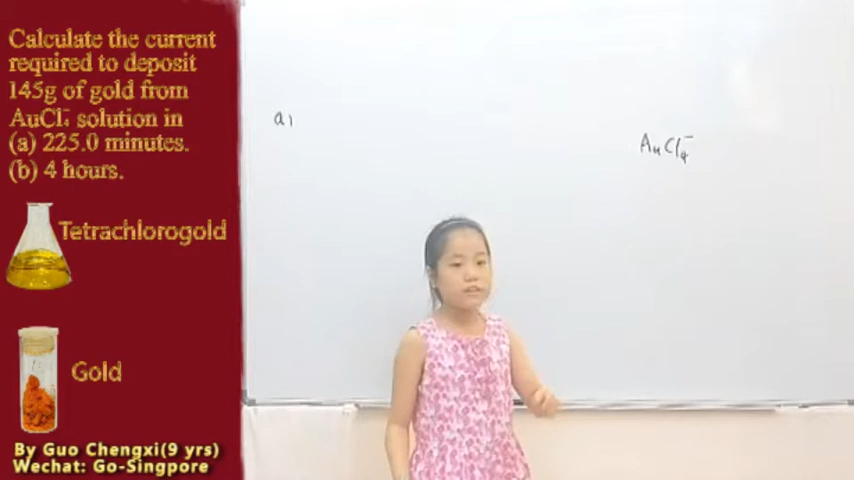 Calculate the current
required to deposit
145g of gold from
AuCl₄⁻ solution in
(a) 225.0 minutes.
(b) 4 hours.
Tetrachlorogold
Gold
By Guo Chengxi(9 yrs)
Wechat: Go-Singpore
a)
AuCl₄⁻